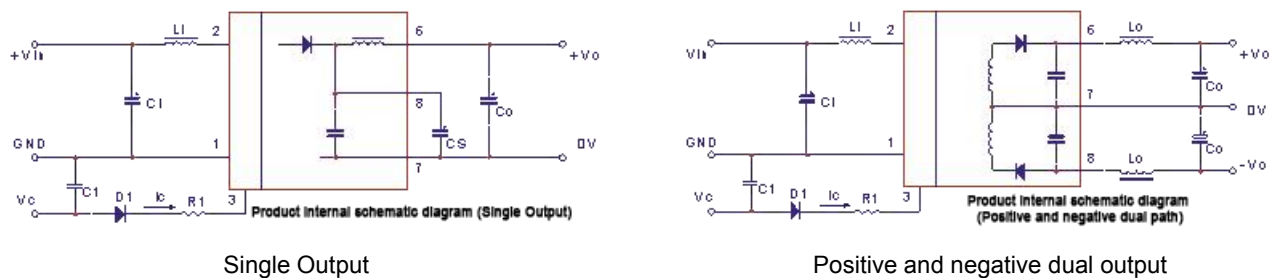 LI
2
6
+VIn
+Vo
CI
8
Co
CS
GND
1
0V
7
C1
D1
Ic
R1
3
Vc
Product Internal schematic diagram (Single Output)
Single Output
LI
2
6
Lo
VIn
+Vo
CI
Co
7
0V
GND
1
Co
8
Lo
-Vo
C1
D1
Ic
R1
3
Vc
Product Internal schematic diagram
(Positive and negative dual path)
Positive and negative dual output